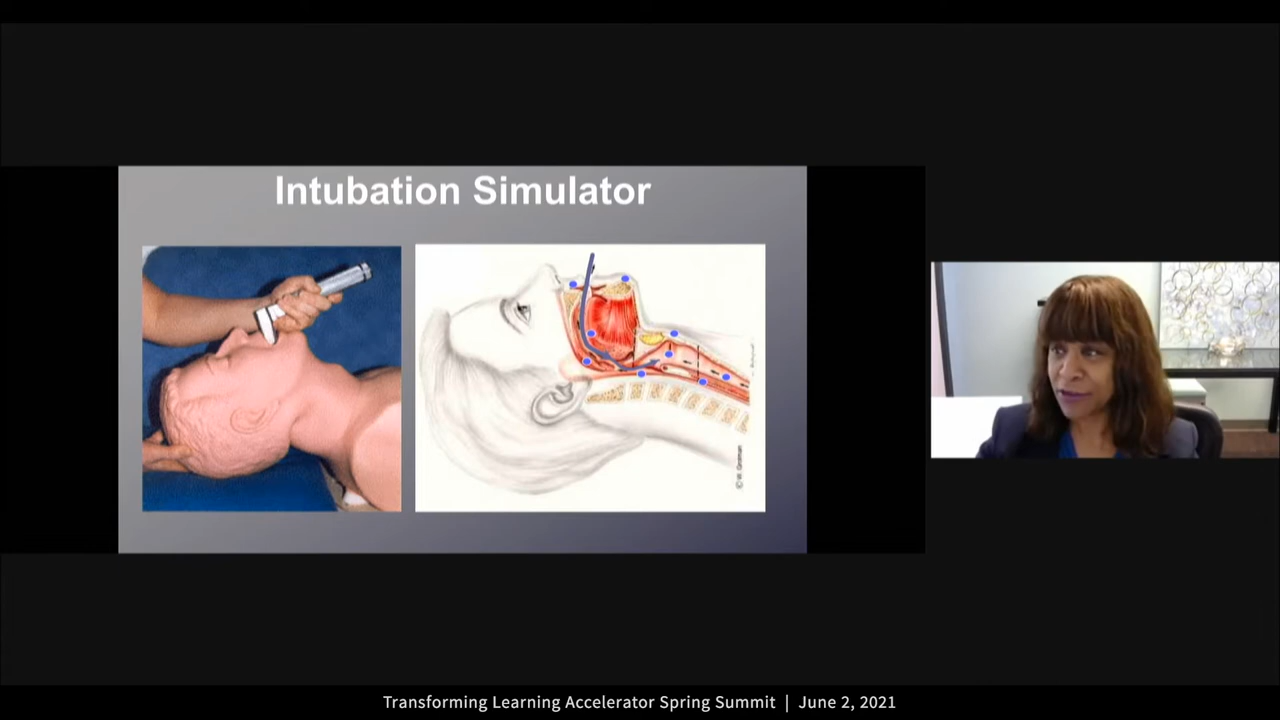 Intubation Simulator
Transforming Learning Accelerator Spring Summit | June 2, 2021